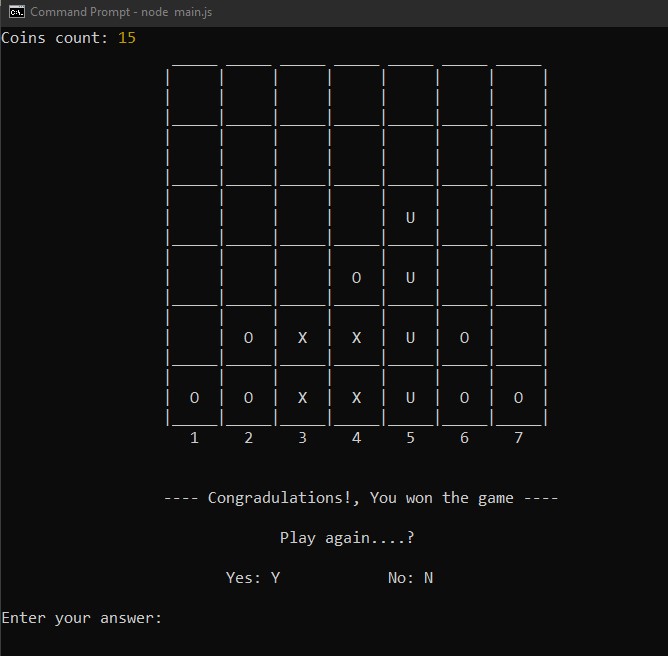 Command Prompt - node main.js
Coins count: 15
U
O U
O X X U O
O O X X U O O
1 2 3 4 5 6 7
---- Congradulations!, You won the game ----
Play again....?
Yes: Y No: N
Enter your answer: